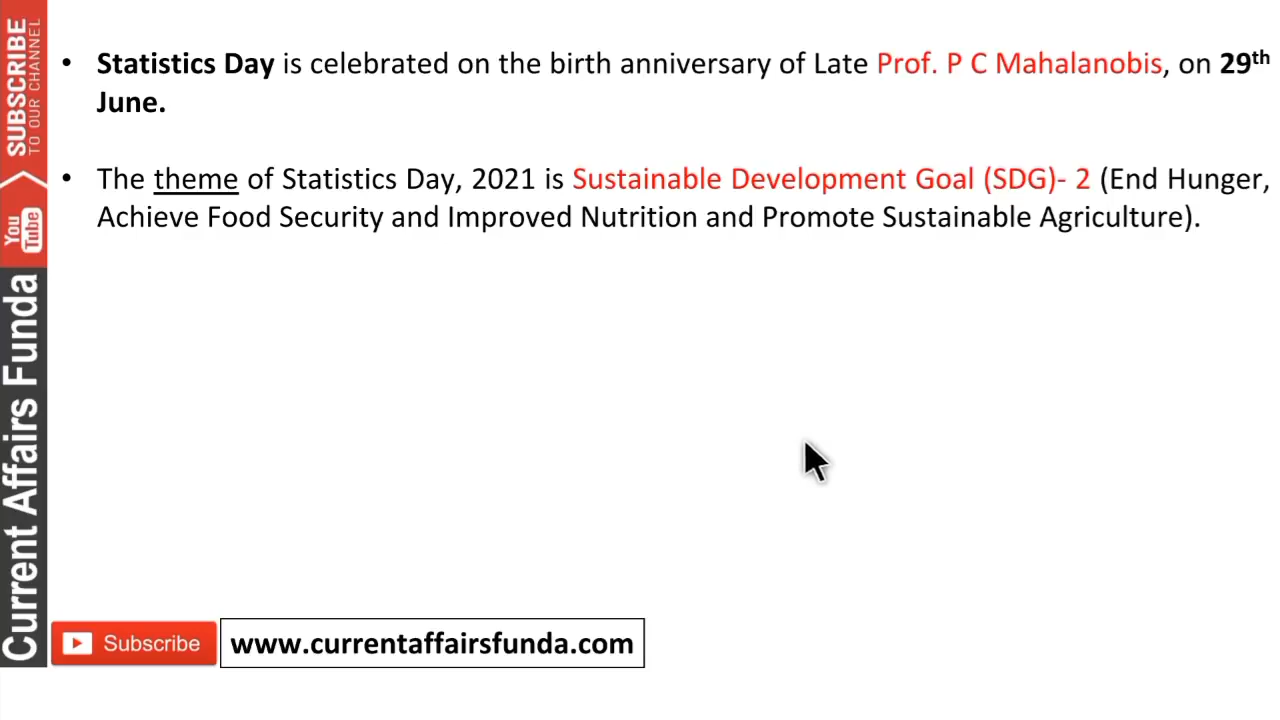 • Statistics Day is celebrated on the birth anniversary of Late Prof. P C Mahalanobis, on 29th
June.
• The theme of Statistics Day, 2021 is Sustainable Development Goal (SDG)- 2 (End Hunger,
Achieve Food Security and Improved Nutrition and Promote Sustainable Agriculture).
SUBSCRIBE
TO OUR CHANNEL
You
Tube
Current Affairs Funda
Subscribe
www.currentaffairsfunda.com